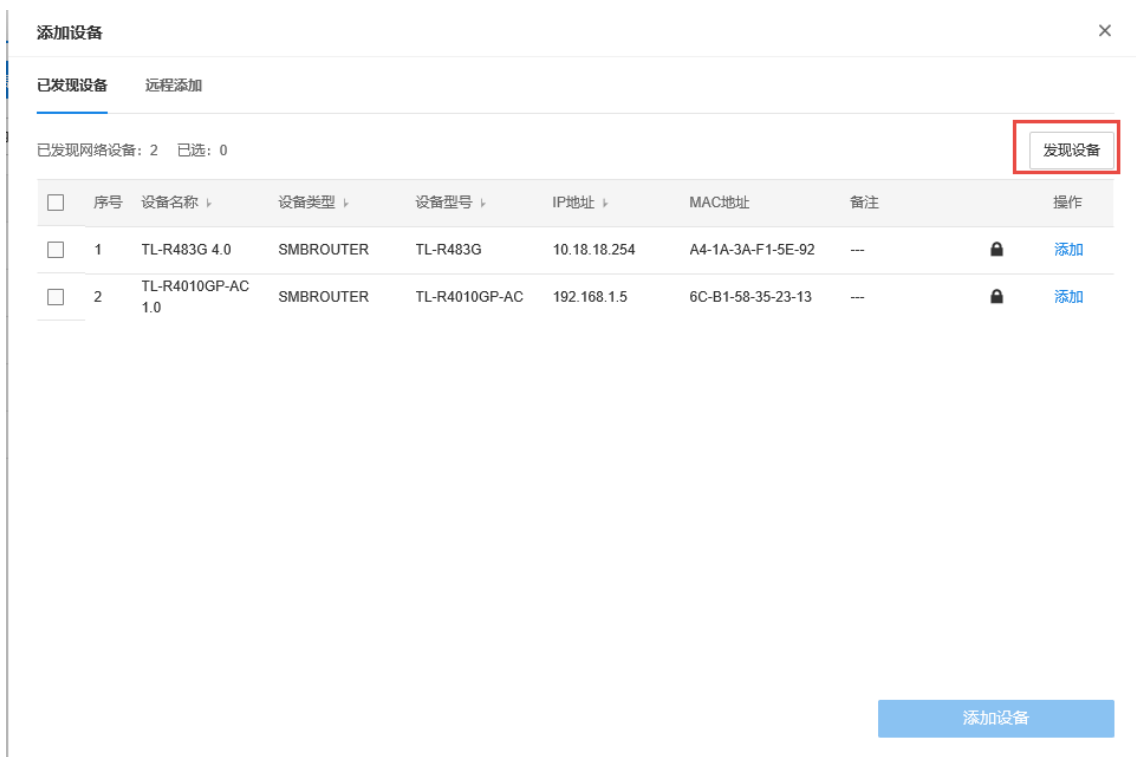 添加设备
已发现设备 远程添加
已发现网络设备：2 已选：0 发现设备
序号 设备名称 设备类型 设备型号 IP地址 MAC地址 备注 操作
1 TL-R483G 4.0 SMBROUTER TL-R483G 10.18.18.254 A4-1A-3A-F1-5E-92 --- 添加
2 TL-R4010GP-AC 1.0 SMBROUTER TL-R4010GP-AC 192.168.1.5 6C-B1-58-35-23-13 --- 添加
添加设备